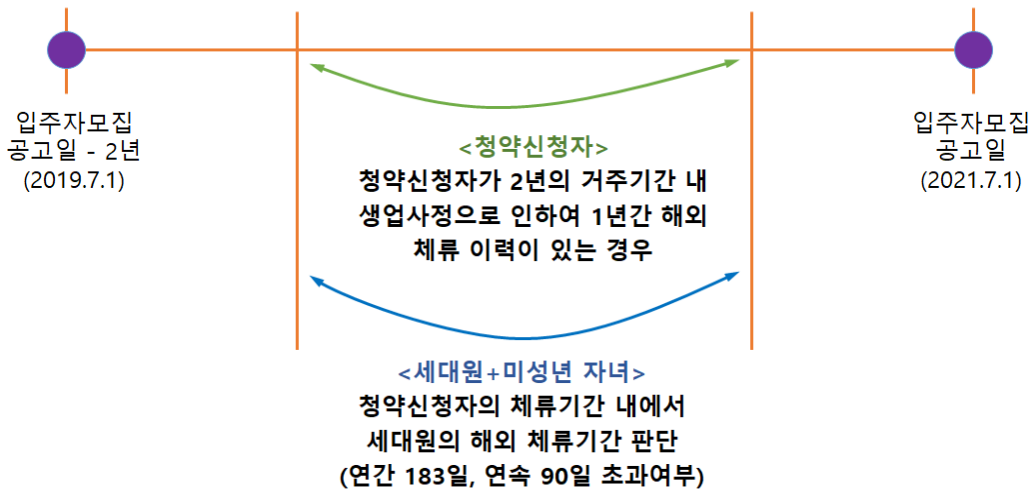 입주자모집
공고일 - 2년
(2019.7.1)
입주자모집
공고일
(2021.7.1)
<청약신청자>
청약신청자가 2년의 거주기간 내
생업사정으로 인하여 1년간 해외
체류 이력이 있는 경우
<세대원+미성년 자녀>
청약신청자의 체류기간 내에서
세대원의 해외 체류기간 판단
(연간 183일, 연속 90일 초과여부)